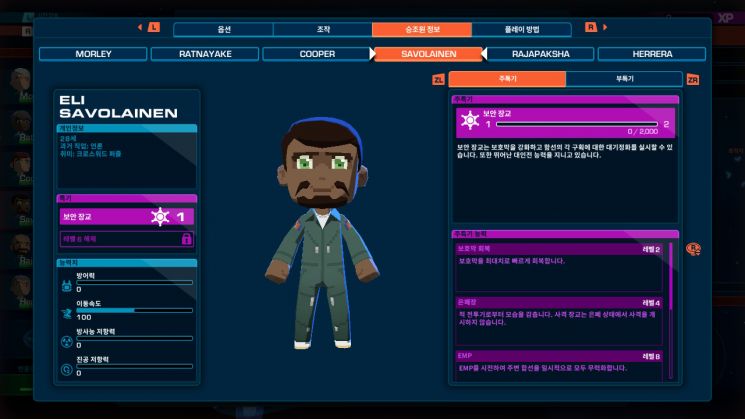 L
옵션
조작
승조원 정보
플레이 방법
R
XP
MORLEY
RATNAYAKE
COOPER
SAVOLAINEN
RAJAPAKSHA
HERRERA
ZL
주특기
부특기
ZR
ELI
SAVOLAINEN
개인정보
28세
과거 직업: 언론
취미: 크로스워드 퍼즐
특기
보안 장교
1
레벨 6 해제
능력치
방어력
0
이동속도
100
방사능 저항력
0
진공 저항력
0
주특기
보안 장교
1
2
0 / 2,000
보안 장교는 보호막을 강화하고 함선의 각 구획에 대한 대기정화를 실시할 수 있
습니다. 또한 뛰어난 대인전 능력을 지니고 있습니다.
주특기 능력
보호막 회복
레벨 2
보호막을 최대치로 빠르게 회복합니다.
은폐장
레벨 4
적 전투기로부터 모습을 감춥니다. 사격 장교는 은폐 상태에서 사격을 개
시하지 않습니다.
EMP
레벨 8
EMP를 시전하여 주변 함선을 일시적으로 모두 무력화합니다.
R